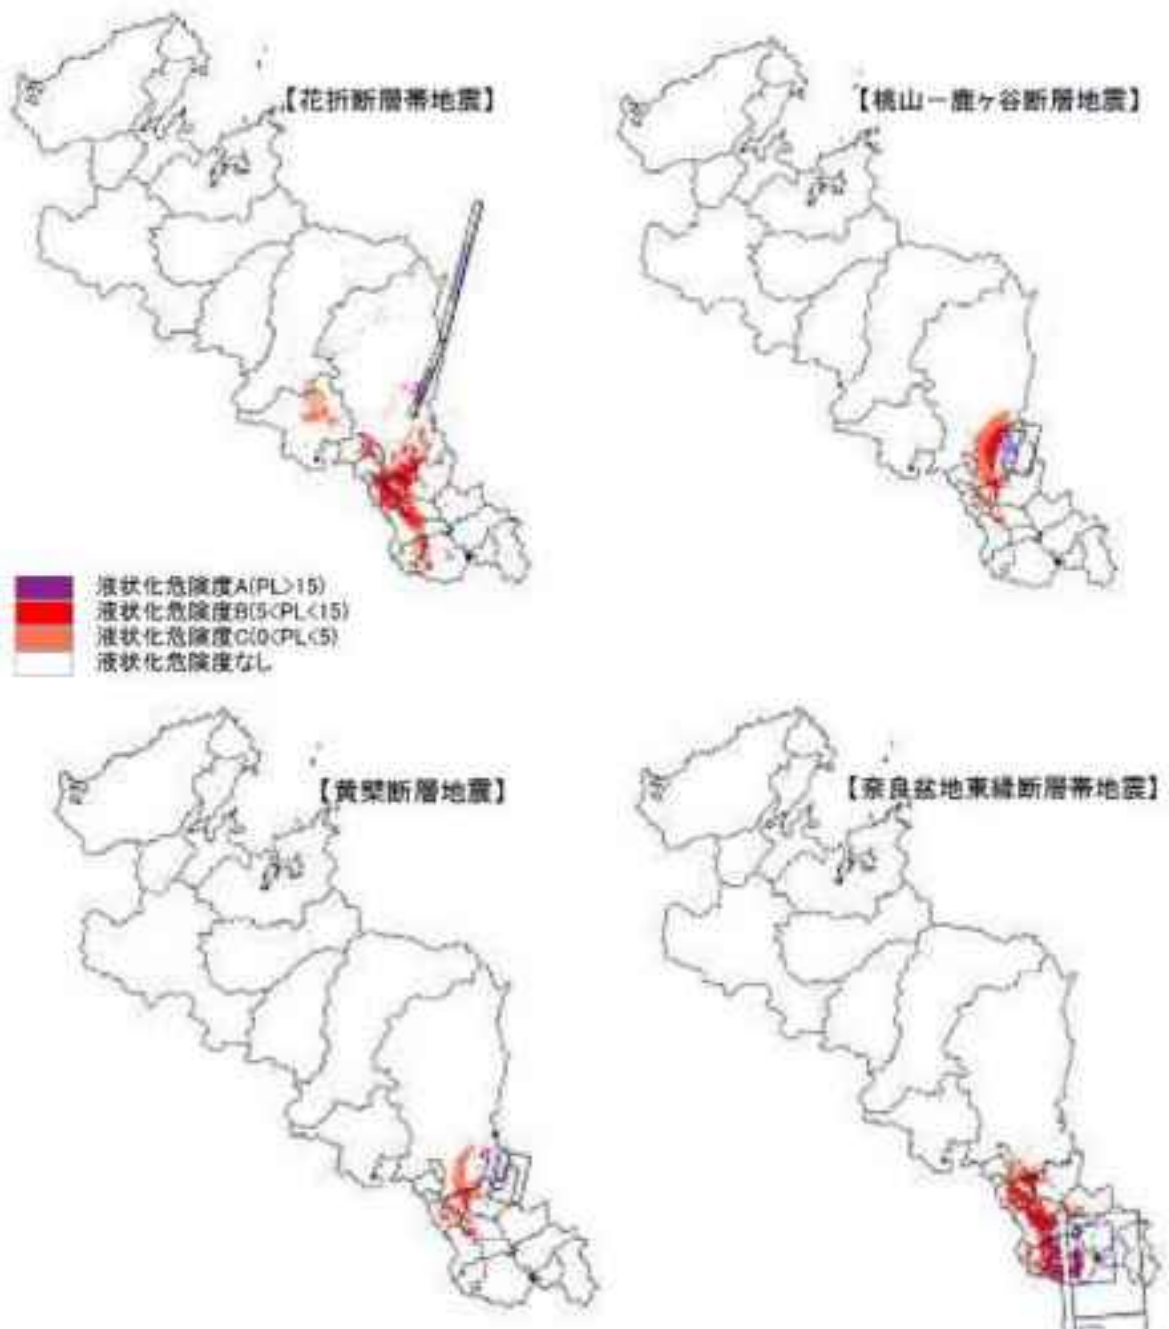 【花折断層帯地震】
【桃山－鹿ヶ谷断層地震】
液状化危険度A(PL>15)
液状化危険度B(5<PL<15)
液状化危険度C(0<PL<5)
液状化危険度なし
【黄檗断層地震】
【奈良盆地東縁断層帯地震】